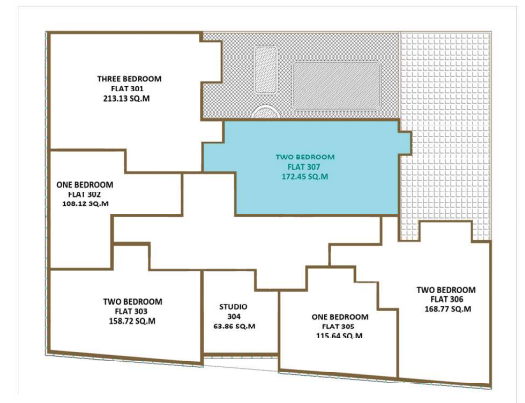 THREE BEDROOM
FLAT 301
213.13 SQ.M
TWO BEDROOM
FLAT 307
172.45 SQ.M
ONE BEDROOM
FLAT 302
108.12 SQ.M
TWO BEDROOM
FLAT 303
158.72 SQ.M
STUDIO
304
63.86 SQ.M
ONE BEDROOM
FLAT 305
115.64 SQ.M
TWO BEDROOM
FLAT 306
168.77 SQ.M